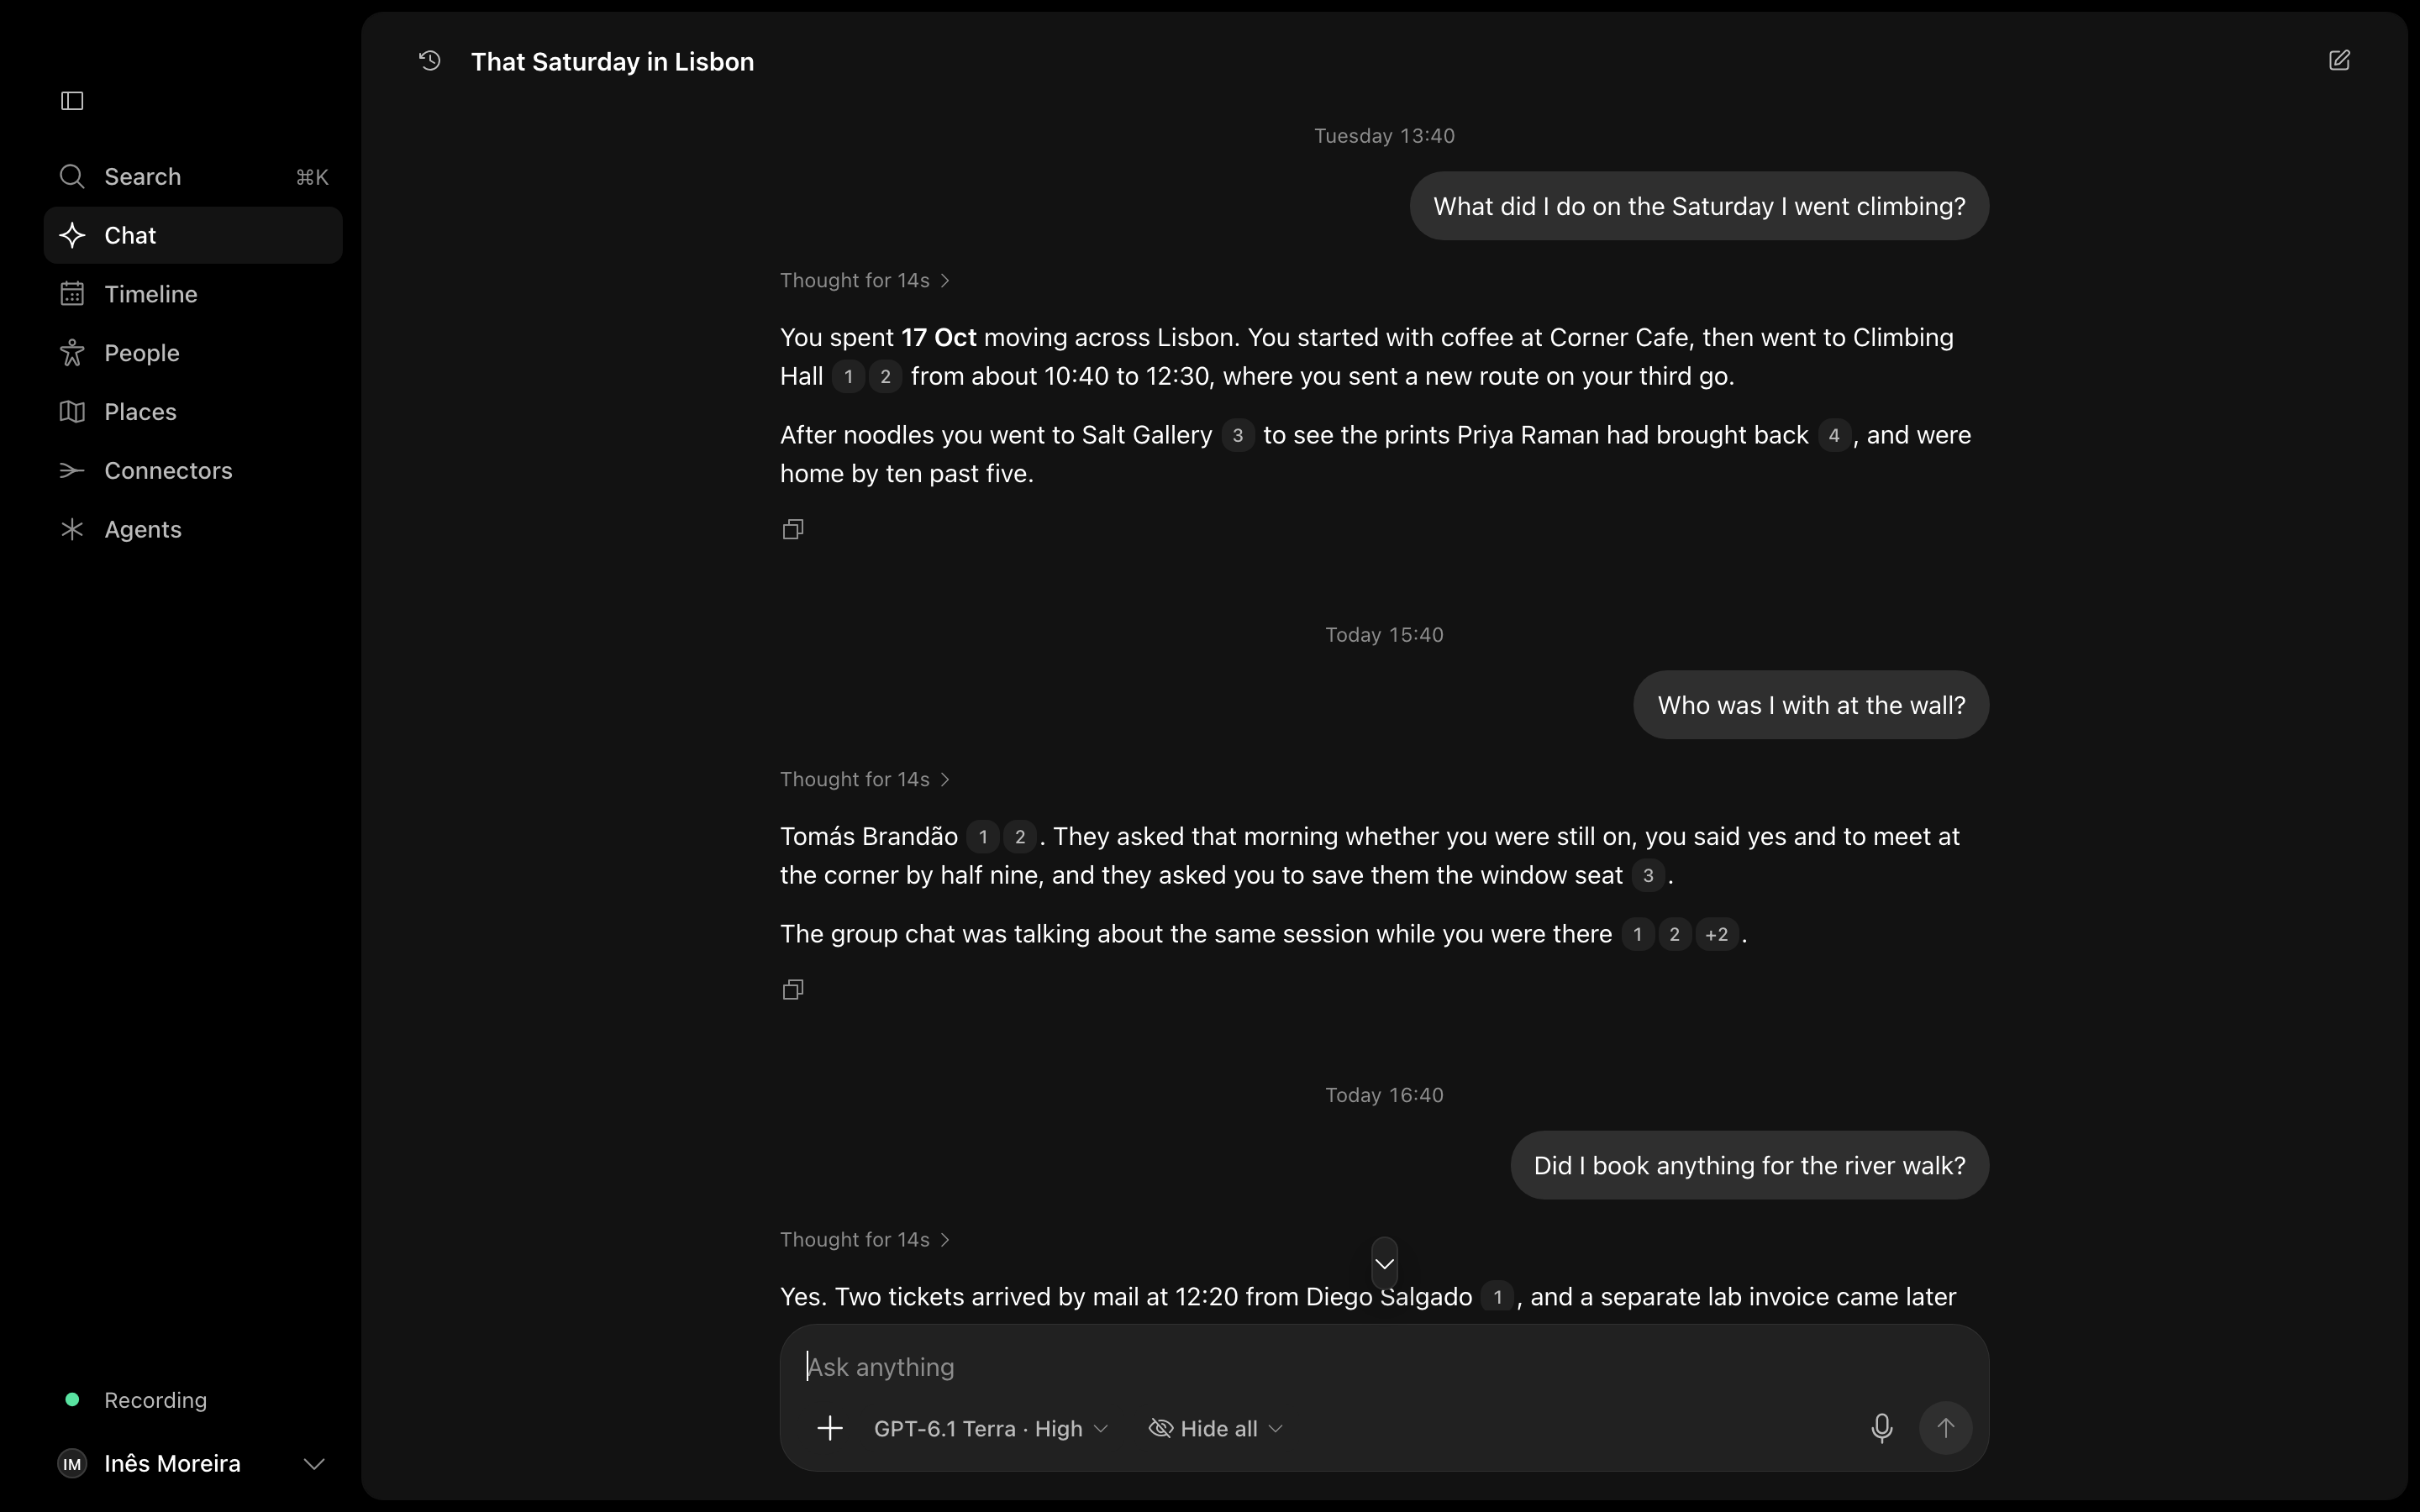 Search ⌘K
Chat
Timeline
People
Places
Connectors
Agents
Recording
IM Inês Moreira
That Saturday in Lisbon
Tuesday 13:40
What did I do on the Saturday I went climbing?
Thought for 14s
You spent 17 Oct moving across Lisbon. You started with coffee at Corner Cafe, then went to Climbing
Hall 1 2 from about 10:40 to 12:30, where you sent a new route on your third go.
After noodles you went to Salt Gallery 3 to see the prints Priya Raman had brought back 4, and were
home by ten past five.
Today 15:40
Who was I with at the wall?
Thought for 14s
Tomás Brandão 1 2. They asked that morning whether you were still on, you said yes and to meet at
the corner by half nine, and they asked you to save them the window seat 3.
The group chat was talking about the same session while you were there 1 2 +2.
Today 16:40
Did I book anything for the river walk?
Thought for 14s
Yes. Two tickets arrived by mail at 12:20 from Diego Salgado 1, and a separate lab invoice came later
Ask anything
GPT-6.1 Terra · High Hide all